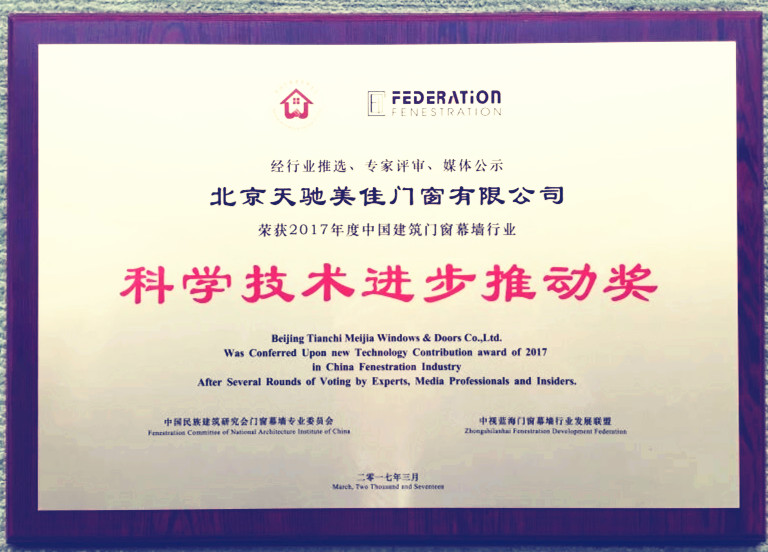 FEDERATION
FENESTRATION
经行业推选、专家评审、媒体公示
北京天驰美佳门窗有限公司
荣获2017年度中国建筑门窗幕墙行业
科学技术进步推动奖
Beijing Tianchi Meijia Windows & Doors Co.,Ltd.
Was Conferred Upon new Technology Contribution award of 2017
in China Fenestration Industry
After Several Rounds of Voting by Experts, Media Professionals and Insiders.
中国民族建筑研究会门窗幕墙专业委员会
Fenestration Committee of National Architecture Institute of China
中视蓝海门窗幕墙行业发展联盟
Zhongshilanhai Fenestration Development Federation
二零一七年三月
March, Two Thousand and Seventeen